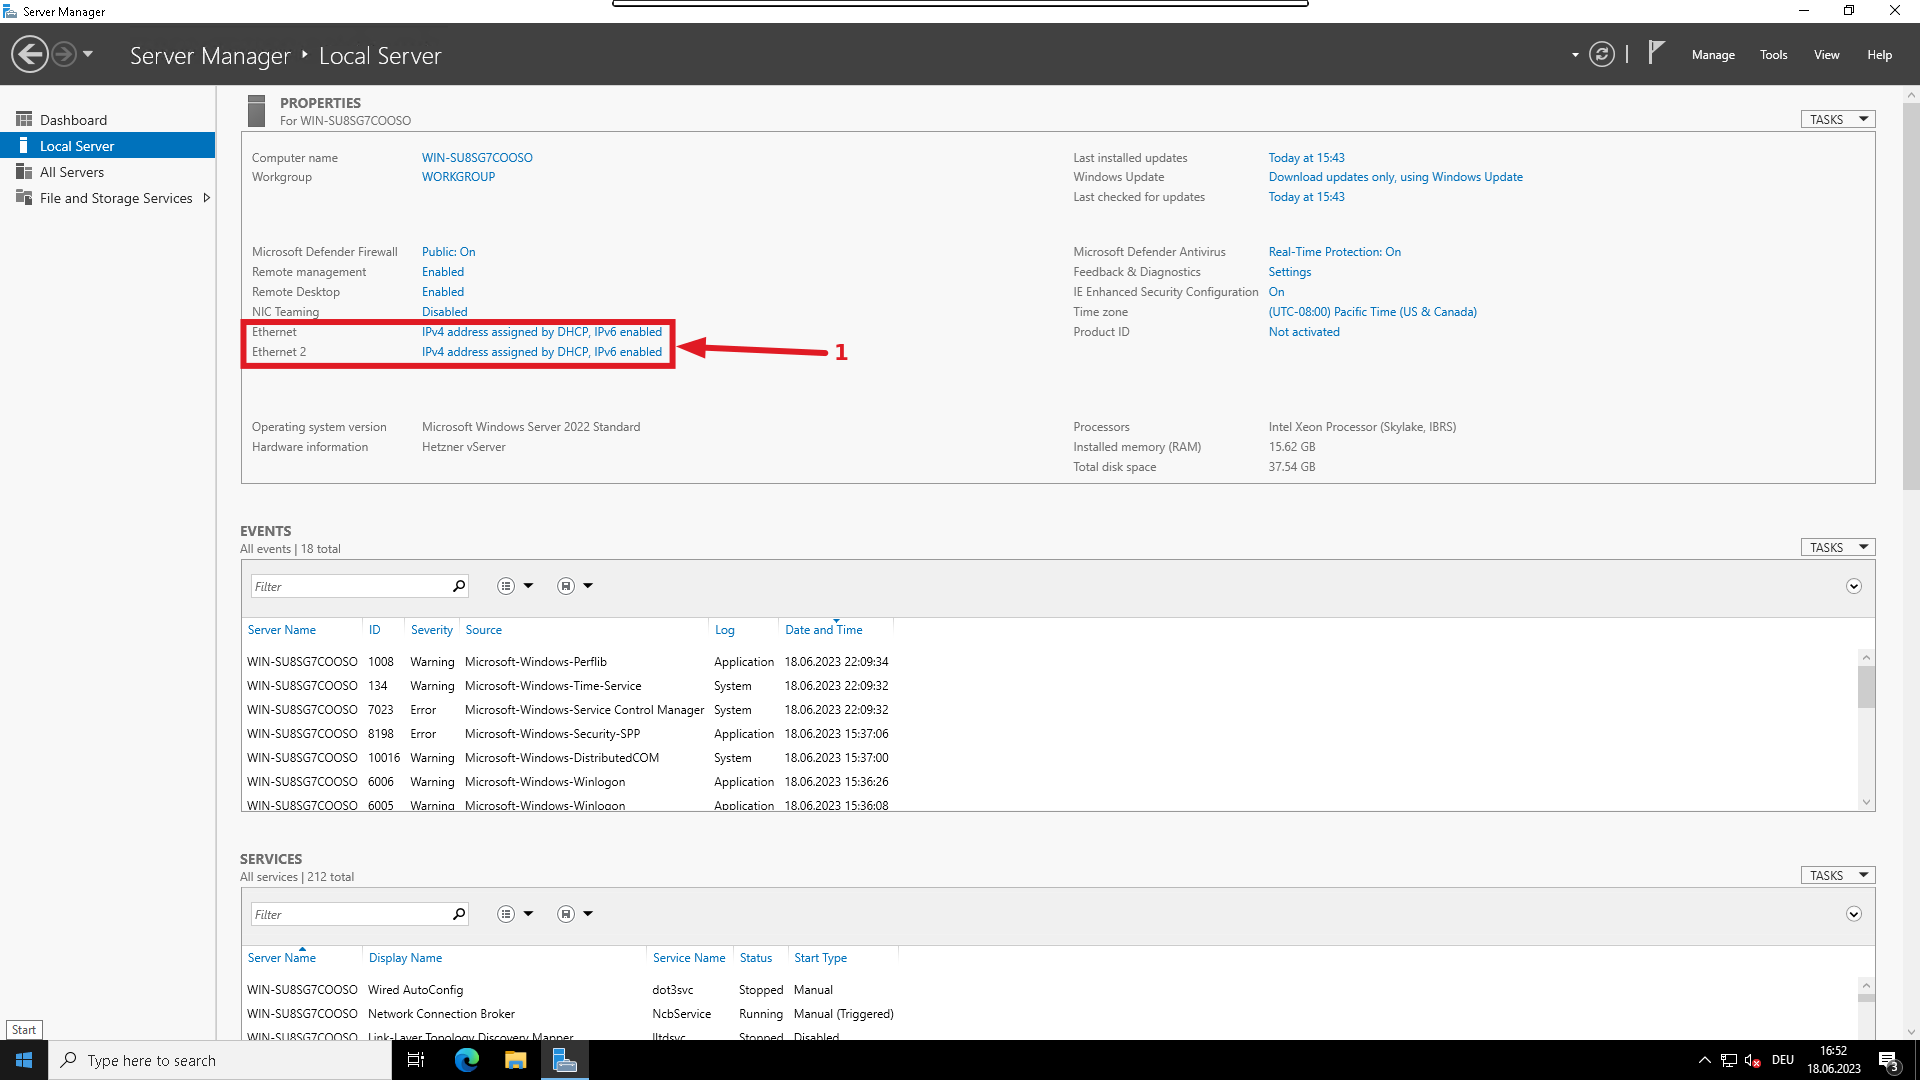 Server Manager
Server Manager ‣ Local Server
Manage Tools View Help
Dashboard
Local Server
All Servers
File and Storage Services
PROPERTIES
For WIN-SU8SG7COOSO
TASKS
Computer name WIN-SU8SG7COOSO
Workgroup WORKGROUP
Last installed updates Today at 15:43
Windows Update Download updates only, using Windows Update
Last checked for updates Today at 15:43
Microsoft Defender Firewall Public: On
Remote management Enabled
Remote Desktop Enabled
NIC Teaming Disabled
Ethernet IPv4 address assigned by DHCP, IPv6 enabled
Ethernet 2 IPv4 address assigned by DHCP, IPv6 enabled
1
Microsoft Defender Antivirus Real-Time Protection: On
Feedback & Diagnostics Settings
IE Enhanced Security Configuration On
Time zone (UTC-08:00) Pacific Time (US & Canada)
Product ID Not activated
Operating system version Microsoft Windows Server 2022 Standard
Hardware information Hetzner vServer
Processors Intel Xeon Processor (Skylake, IBRS)
Installed memory (RAM) 15.62 GB
Total disk space 37.54 GB
EVENTS
All events | 18 total
TASKS
Filter
Server Name ID Severity Source Log Date and Time
WIN-SU8SG7COOSO 1008 Warning Microsoft-Windows-Perflib Application 18.06.2023 22:09:34
WIN-SU8SG7COOSO 134 Warning Microsoft-Windows-Time-Service System 18.06.2023 22:09:32
WIN-SU8SG7COOSO 7023 Error Microsoft-Windows-Service Control Manager System 18.06.2023 22:09:32
WIN-SU8SG7COOSO 8198 Error Microsoft-Windows-Security-SPP Application 18.06.2023 15:37:06
WIN-SU8SG7COOSO 10016 Warning Microsoft-Windows-DistributedCOM System 18.06.2023 15:37:00
WIN-SU8SG7COOSO 6006 Warning Microsoft-Windows-Winlogon Application 18.06.2023 15:36:26
WIN-SU8SG7COOSO 6005 Warning Microsoft-Windows-Winlogon Application 18.06.2023 15:36:08
SERVICES
All services | 212 total
TASKS
Filter
Server Name Display Name Service Name Status Start Type
WIN-SU8SG7COOSO Wired AutoConfig dot3svc Stopped Manual
WIN-SU8SG7COOSO Network Connection Broker NcbService Running Manual (Triggered)
WIN-SU8SG7COOSO Link-Layer Topology Discovery Mapper lltdsvc Stopped Disabled
Start
Type here to search
DEU
16:52
18.06.2023
3